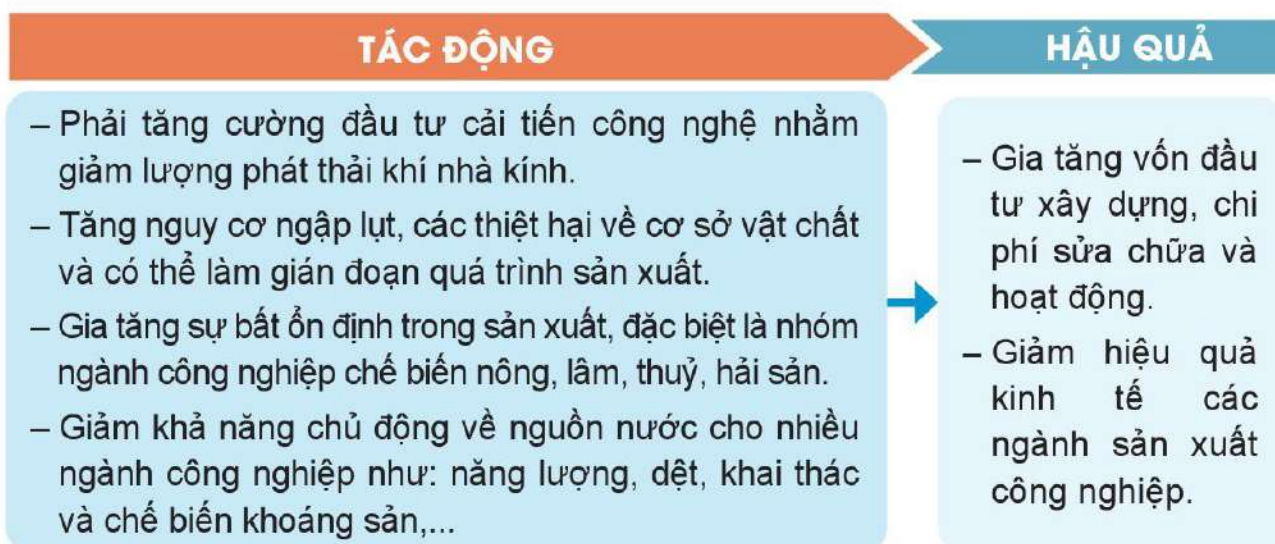 TÁC ĐỘNG
– Phải tăng cường đầu tư cải tiến công nghệ nhằm
giảm lượng phát thải khí nhà kính.
– Tăng nguy cơ ngập lụt, các thiệt hại về cơ sở vật chất
và có thể làm gián đoạn quá trình sản xuất.
– Gia tăng sự bất ổn định trong sản xuất, đặc biệt là nhóm
ngành công nghiệp chế biến nông, lâm, thuỷ, hải sản.
– Giảm khả năng chủ động về nguồn nước cho nhiều
ngành công nghiệp như: năng lượng, dệt, khai thác
và chế biến khoáng sản,...
HẬU QUẢ
– Gia tăng vốn đầu
tư xây dựng, chi
phí sửa chữa và
hoạt động.
– Giảm hiệu quả
kinh tế các
ngành sản xuất
công nghiệp.